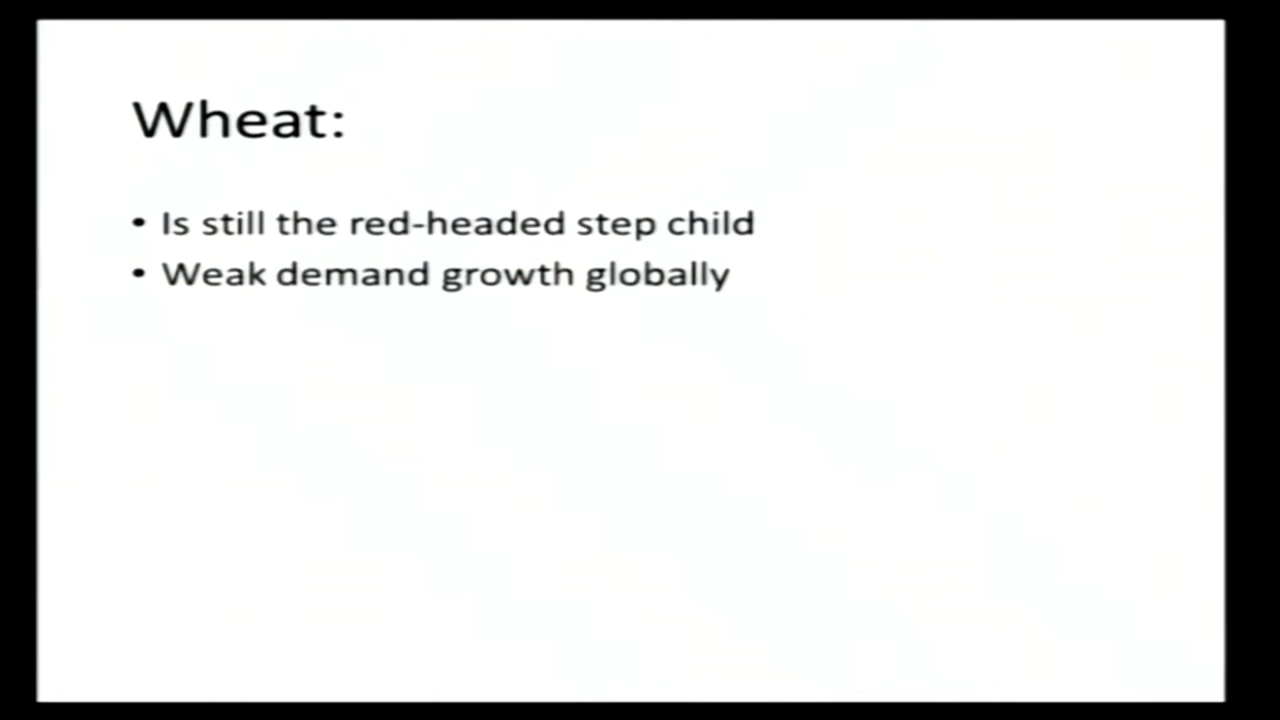 Wheat:
• Is still the red-headed step child
• Weak demand growth globally